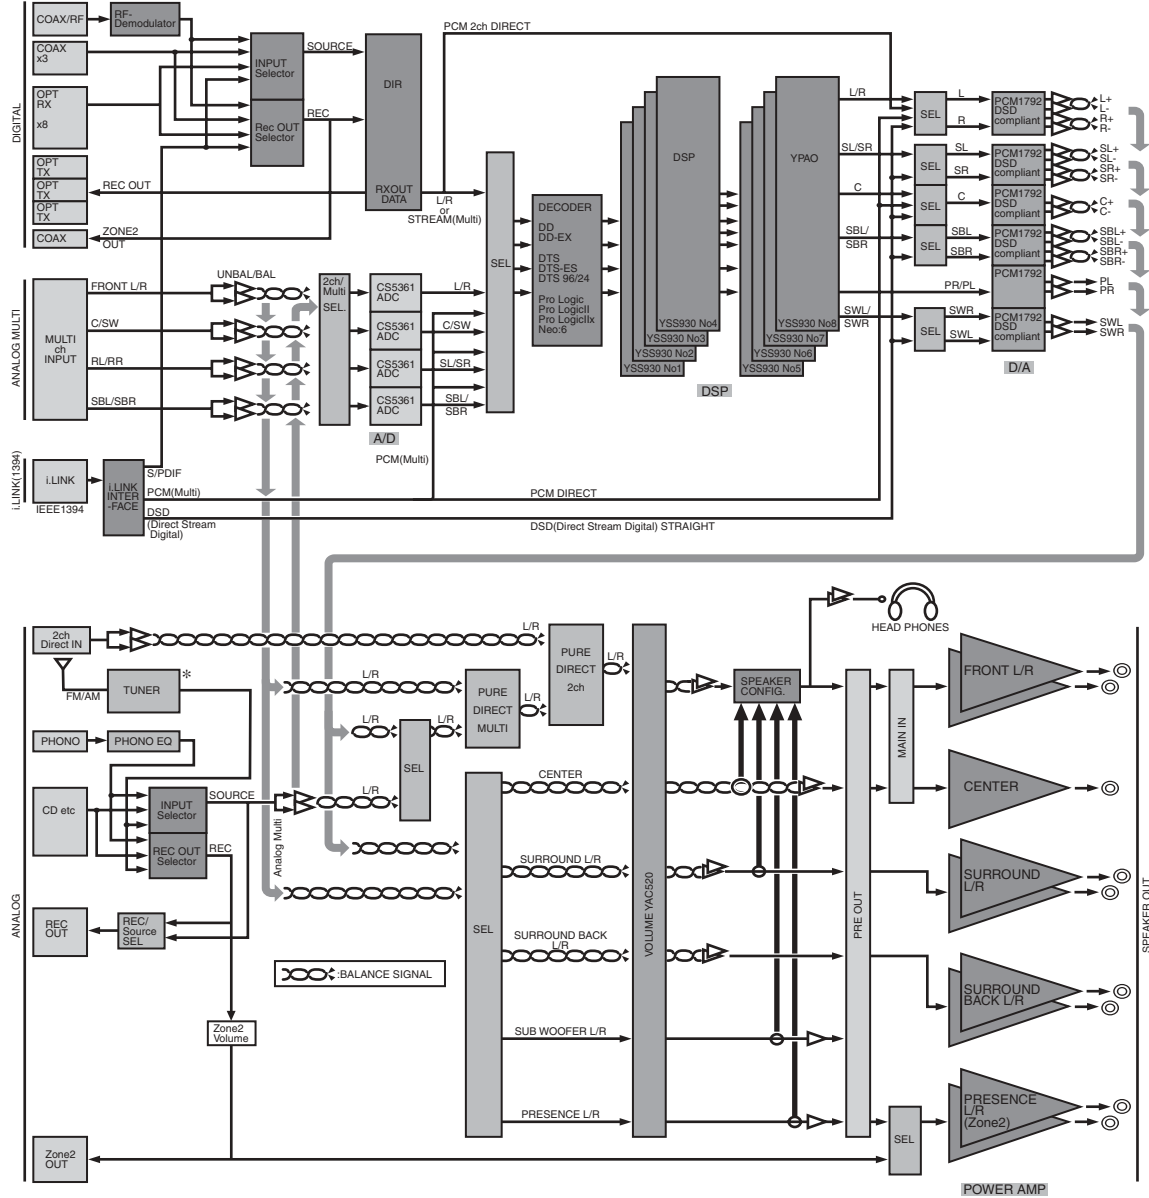 DIGITAL
COAX/RF
RF-
Demodulator
COAX
x3
OPT
RX
x8
OPT
TX
OPT
TX
OPT
TX
COAX
INPUT
Selector
Rec OUT
Selector
SOURCE
REC
DIR
RXOUT
DATA
REC OUT
ZONE2
OUT
PCM 2ch DIRECT
L/R
or
STREAM(Multi)
SEL
DECODER
DD
DD-EX
DTS
DTS-ES
DTS 96/24
Pro Logic
Pro LogicII
Pro LogicIIx
Neo:6
DSP
YSS930 No4
YSS930 No3
YSS930 No2
YSS930 No1
YPAO
YSS930 No8
YSS930 No7
YSS930 No6
YSS930 No5
DSP
L/R
SL/SR
C
SBL/
SBR
PR/PL
SWL/
SWR
SEL
SEL
SEL
SEL
SEL
L
R
SL
SR
C
SBL
SBR
SWR
SWL
PCM1792
DSD
compliant
PCM1792
DSD
compliant
PCM1792
DSD
compliant
PCM1792
DSD
compliant
PCM1792
PCM1792
DSD
compliant
D/A
L+
L-
R+
R-
SL+
SL-
SR+
SR-
C+
C-
SBL+
SBL-
SBR+
SBR-
PL
PR
SWL
SWR
ANALOG MULTI
MULTI
ch
INPUT
FRONT L/R
C/SW
RL/RR
SBL/SBR
UNBAL/BAL
2ch/
Multi
SEL.
CS5361
ADC
CS5361
ADC
CS5361
ADC
CS5361
ADC
A/D
L/R
C/SW
SL/SR
SBL/
SBR
PCM(Multi)
i.LINK(1394)
i.LINK
IEEE1394
i.LINK
INTER
-FACE
S/PDIF
PCM(Multi)
DSD
(Direct Stream
Digital)
PCM DIRECT
DSD(Direct Stream Digital) STRAIGHT
ANALOG
2ch
Direct IN
FM/AM
TUNER
*
PHONO
PHONO EQ
CD etc
INPUT
Selector
REC OUT
Selector
SOURCE
REC
REC
OUT
REC/
Source
SEL
Zone2
Volume
Zone2
OUT
Analog Multi
L/R
L/R
L/R
L/R
L/R
L/R
L/R
SEL
PURE
DIRECT
MULTI
PURE
DIRECT
2ch
:BALANCE SIGNAL
SEL
CENTER
SURROUND L/R
SURROUND BACK
L/R
SUB WOOFER L/R
PRESENCE L/R
VOLUME YAC520
SPEAKER
CONFIG.
HEAD PHONES
PRE OUT
MAIN IN
SEL
FRONT L/R
CENTER
SURROUND
L/R
SURROUND
BACK L/R
PRESENCE
L/R
(Zone2)
POWER AMP
SPEAKER OUT